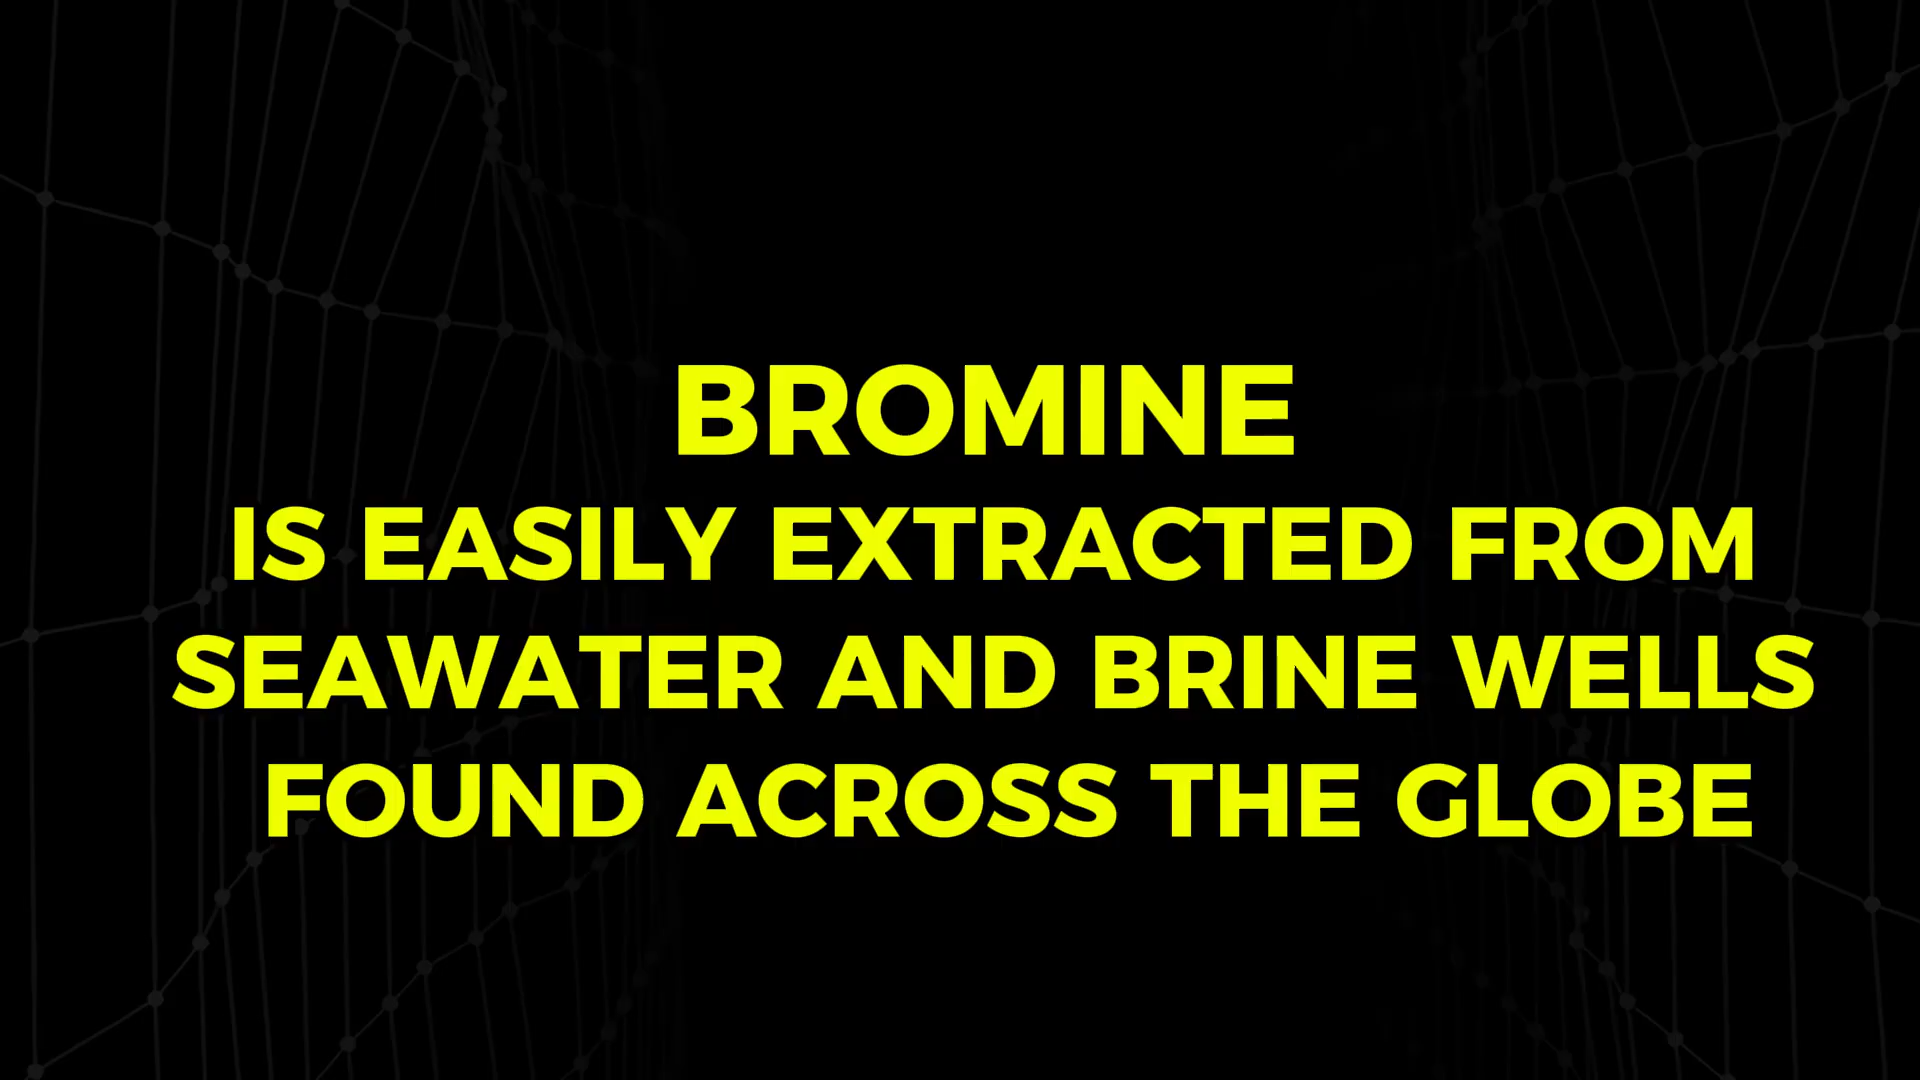 BROMINE
IS EASILY EXTRACTED FROM
SEAWATER AND BRINE WELLS
FOUND ACROSS THE GLOBE